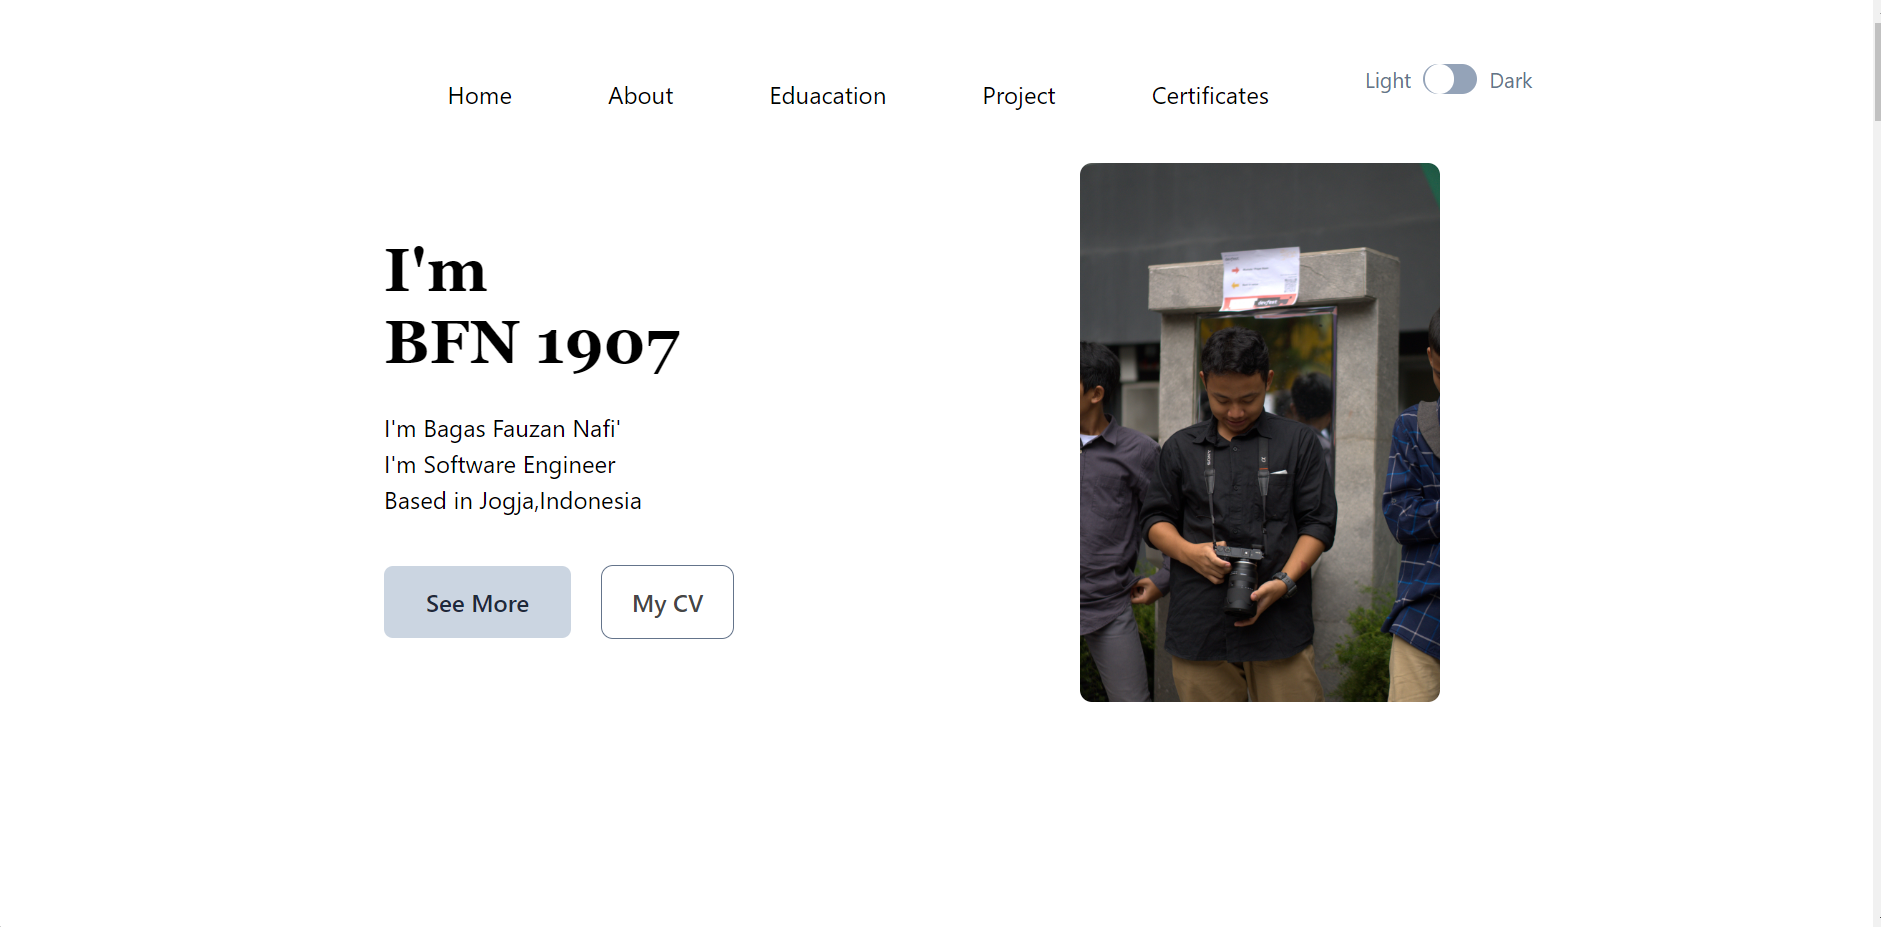 Home About Eduacation Project Certificates Light Dark
I'm
BFN 1907
I'm Bagas Fauzan Nafi'
I'm Software Engineer
Based in Jogja,Indonesia
See More My CV
SONY